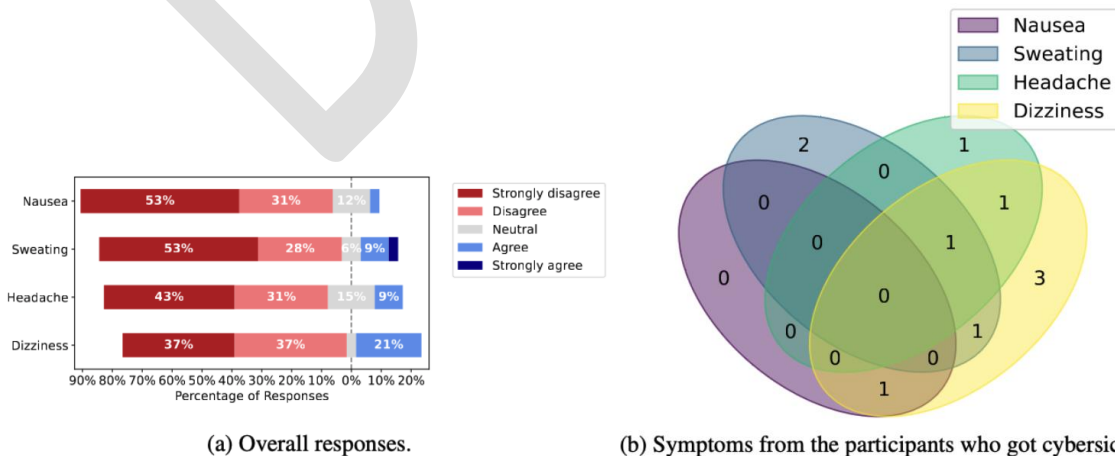 Nausea
Sweating
Headache
Dizziness
53% 31% 12%
53% 28% 6% 9%
43% 31% 15% 9%
37% 37% 21%
90% 80% 70% 60% 50% 40% 30% 20% 10% 0% 10% 20%
Percentage of Responses
Strongly disagree
Disagree
Neutral
Agree
Strongly agree
(a) Overall responses.
Nausea
Sweating
Headache
Dizziness
2 1
0
0 1
0 1
0 3
0
0 1
0 0
1
(b) Symptoms from the participants who got cybersic